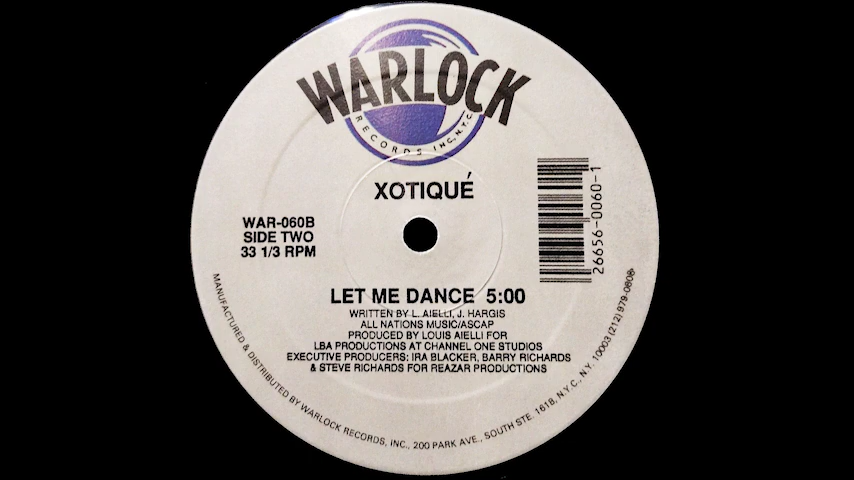 WARLOCK
RECORDS INC. N.Y.C.
XOTIQUÉ
WAR-060B
SIDE TWO
33 1/3 RPM
26656-0060-1
LET ME DANCE 5:00
WRITTEN BY L. AIELLI, J. HARGIS
ALL NATIONS MUSIC/ASCAP
PRODUCED BY LOUIS AIELLI FOR
LBA PRODUCTIONS AT CHANNEL ONE STUDIOS
EXECUTIVE PRODUCERS: IRA BLACKER, BARRY RICHARDS
& STEVE RICHARDS FOR REAZAR PRODUCTIONS
MANUFACTURED & DISTRIBUTED BY WARLOCK RECORDS, INC., 200 PARK AVE., SOUTH STE. 1618, N.Y.C., N.Y. 10003 (212) 979-0808